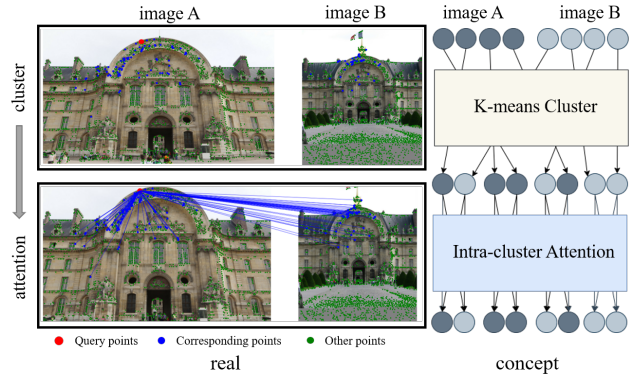 image A
image B
image A
image B
cluster
K-means Cluster
attention
Intra-cluster Attention
Query points
Corresponding points
Other points
real
concept